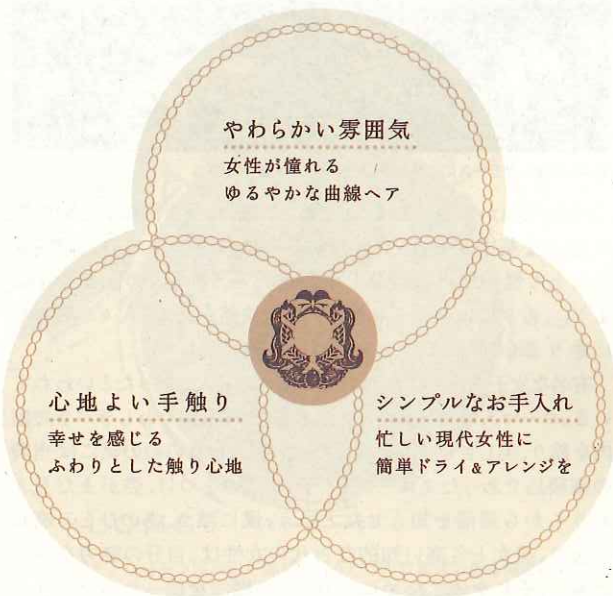 やわらかい雰囲気
女性が憧れる
ゆるやかな曲線ヘア
心地よい手触り
幸せを感じる
ふわりとした触り心地
シンプルなお手入れ
忙しい現代女性に
簡単ドライ&アレンジを